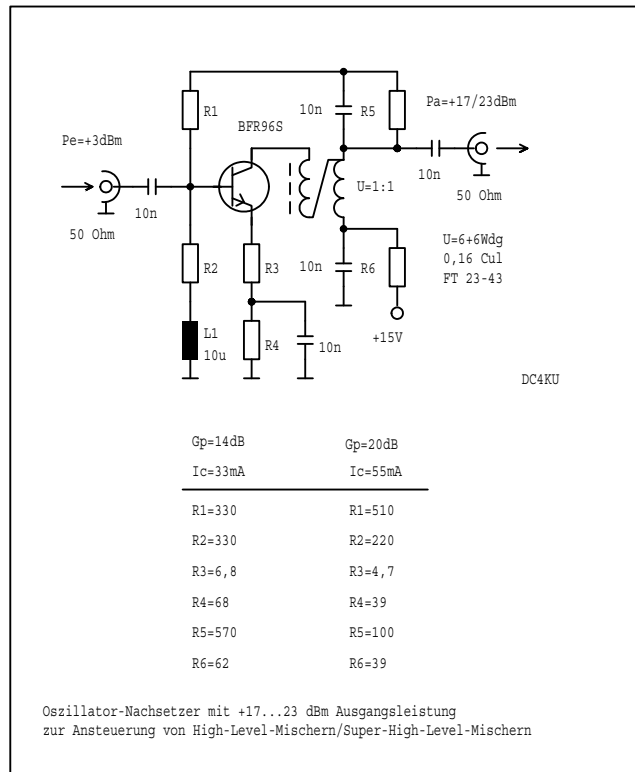 Pe=+3dBm
50 Ohm
10n
R1
R2
L1
10u
BFR96S
R3
R4
10n
10n
R5
U=1:1
10n
R6
+15V
Pa=+17/23dBm
10n
50 Ohm
U=6+6Wdg
0,16 Cul
FT 23-43
DC4KU
Gp=14dB Gp=20dB
Ic=33mA Ic=55mA
R1=330 R1=510
R2=330 R2=220
R3=6,8 R3=4,7
R4=68 R4=39
R5=570 R5=100
R6=62 R6=39
Oszillator-Nachsetzer mit +17...23 dBm Ausgangsleistung
zur Ansteuerung von High-Level-Mischern/Super-High-Level-Mischern